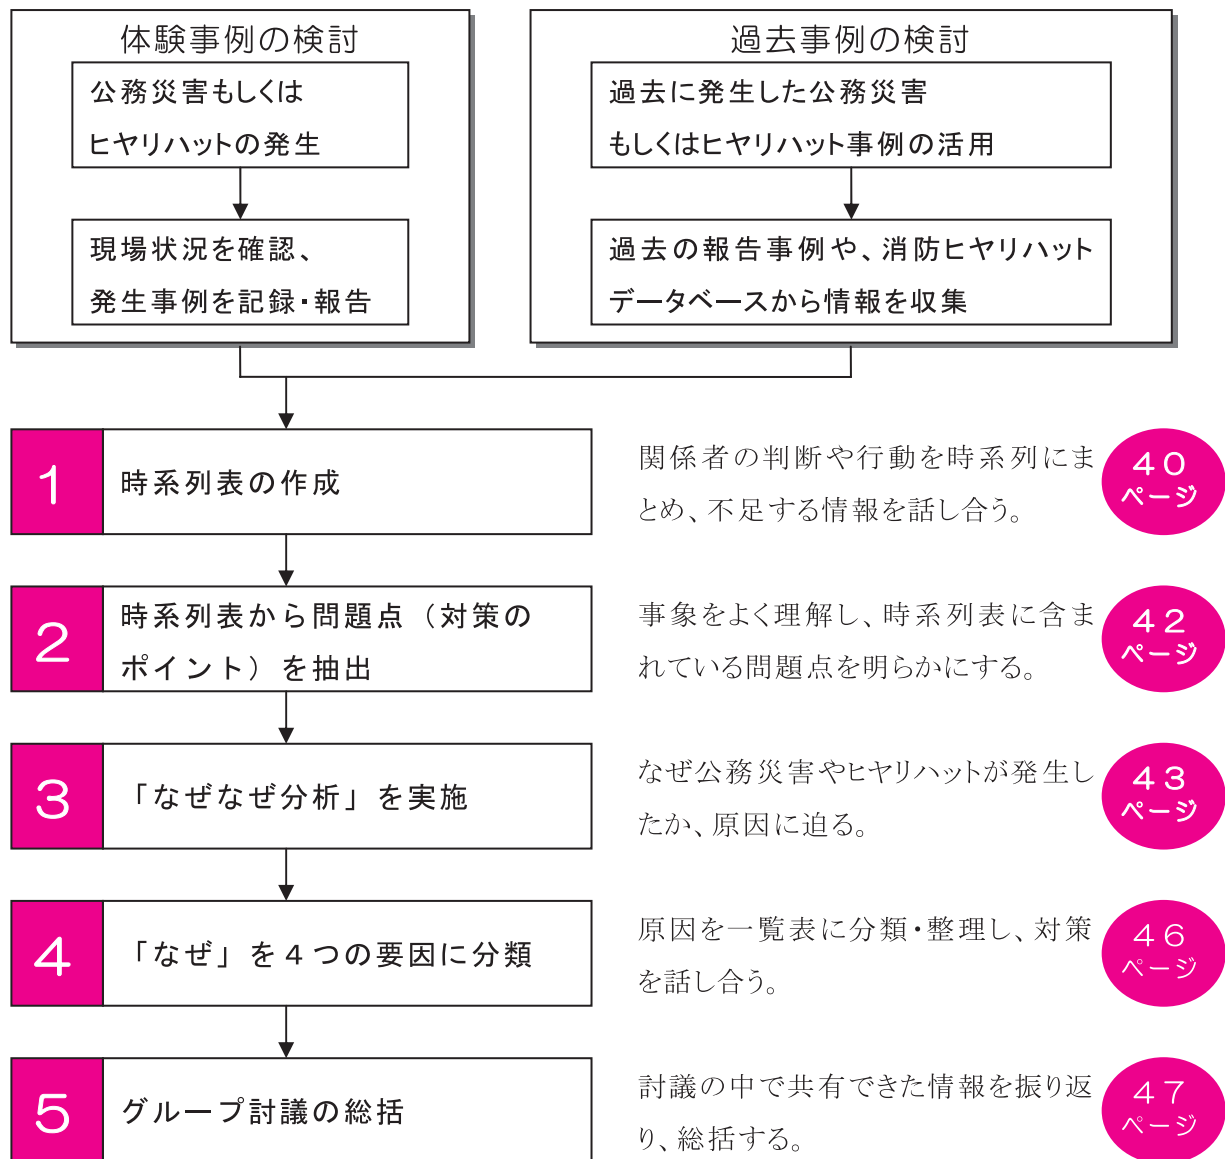 体験事例の検討
公務災害もしくは
ヒヤリハットの発生
現場状況を確認、
発生事例を記録・報告
過去事例の検討
過去に発生した公務災害
もしくはヒヤリハット事例の活用
過去の報告事例や、消防ヒヤリハット
データベースから情報を収集
1
時系列表の作成
関係者の判断や行動を時系列にま
とめ、不足する情報を話し合う。
40
ページ
2
時系列表から問題点（対策の
ポイント）を抽出
事象をよく理解し、時系列表に含ま
れている問題点を明らかにする。
42
ページ
3
「なぜなぜ分析」を実施
なぜ公務災害やヒヤリハットが発生し
たか、原因に迫る。
43
ページ
4
「なぜ」を４つの要因に分類
原因を一覧表に分類・整理し、対策
を話し合う。
46
ページ
5
グループ討議の総括
討議の中で共有できた情報を振り返
り、総括する。
47
ページ